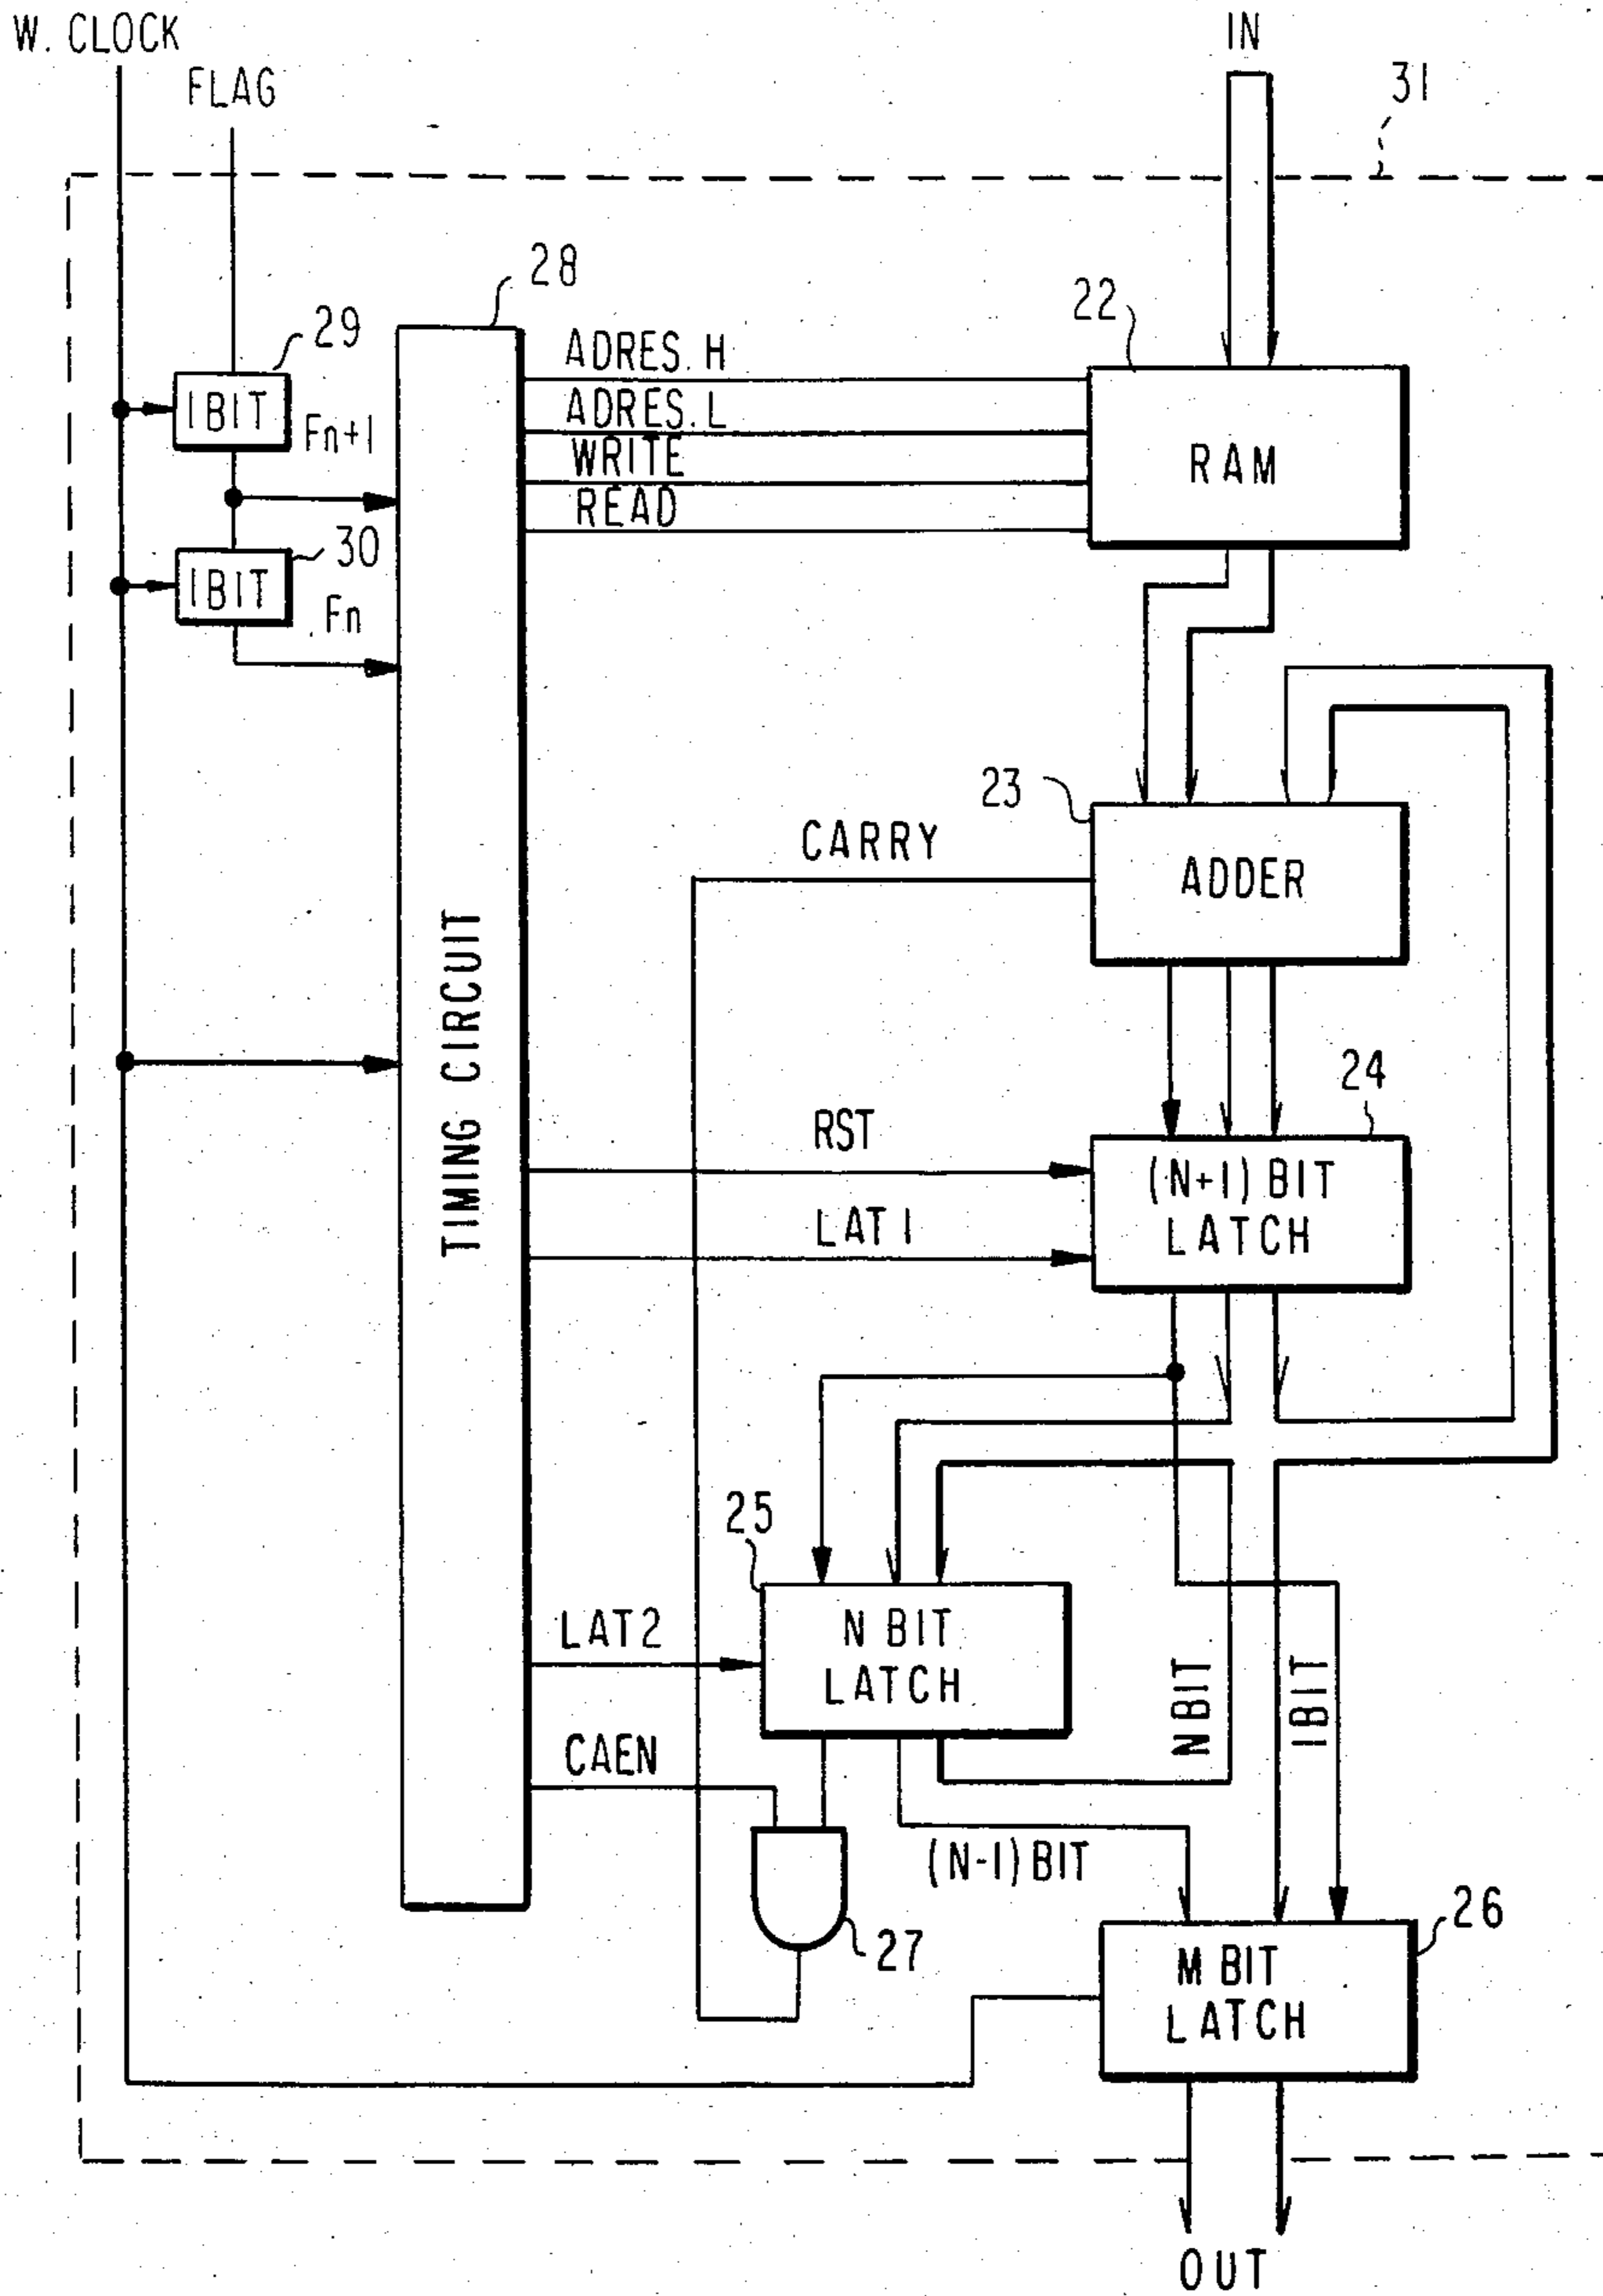 W. CLOCK
IN
FLAG
31
28
22
29
ADRES. H
1BIT
Fn+1
ADRES. L
WRITE
RAM
READ
30
1BIT
Fn
23
CARRY
ADDER
TIMING CIRCUIT
24
RST
(N+1) BIT
LATCH
LAT 1
25
N BIT
LATCH
LAT2
N BIT
1BIT
CAEN
(N-1) BIT
26
27
M BIT
LATCH
OUT